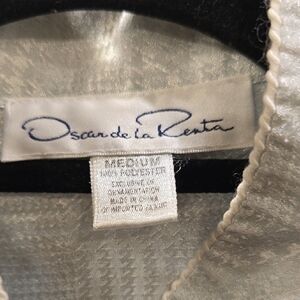 Oscar de la Renta
MEDIUM
100% POLYESTER
EXCLUSIVE OF
ORNAMENTATION
MADE IN CHINA
OF IMPORTED FABRIC